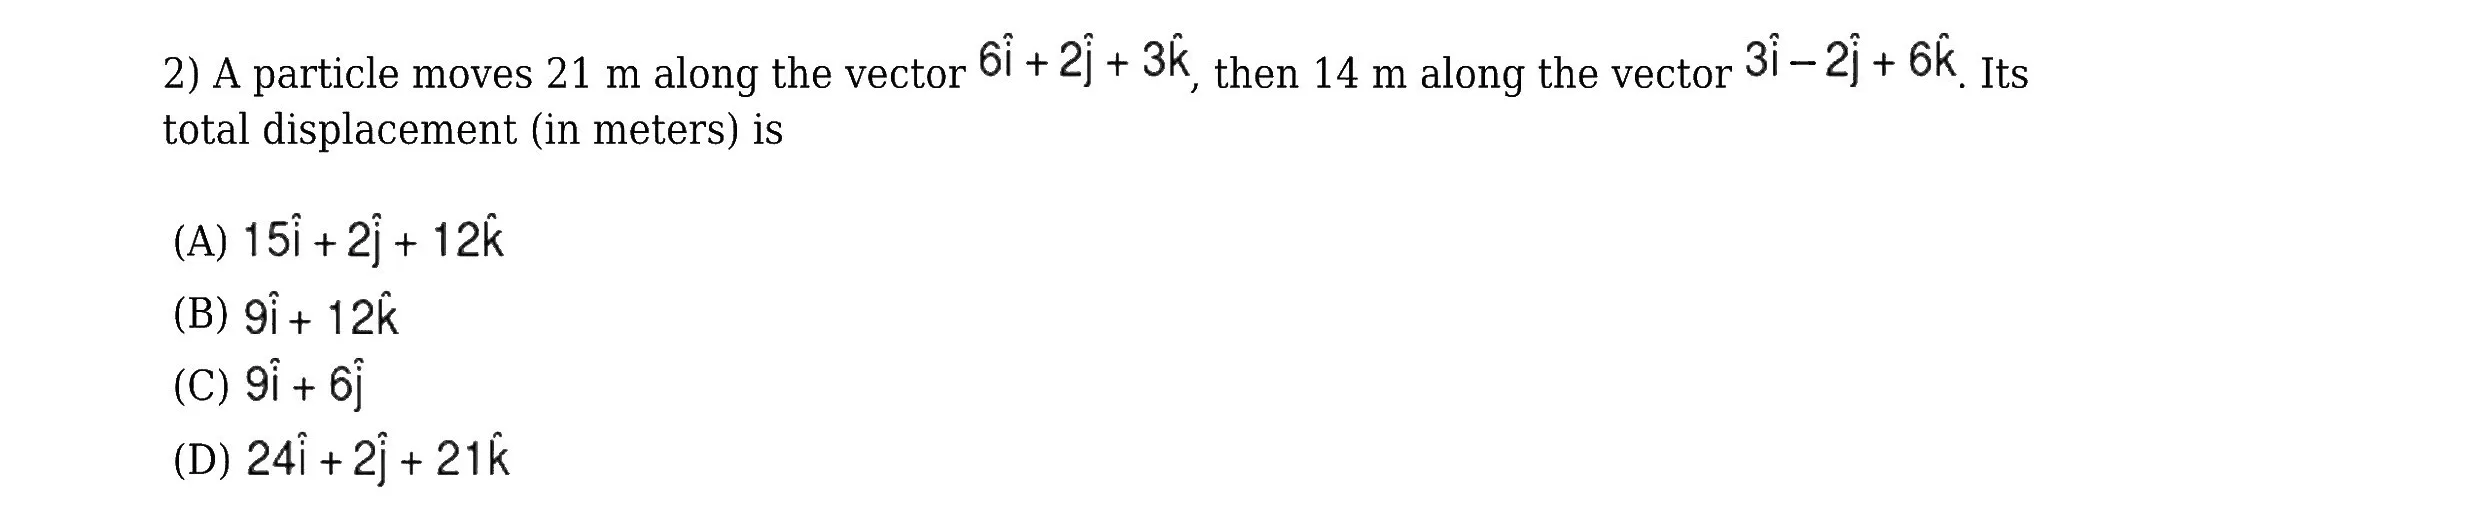 2) A particle moves 21 m along the vector 6î + 2ĵ + 3k̂, then 14 m along the vector 3î − 2ĵ + 6k̂. Its
total displacement (in meters) is
(A) 15î + 2ĵ + 12k̂
(B) 9î + 12k̂
(C) 9î + 6ĵ
(D) 24î + 2ĵ + 21k̂